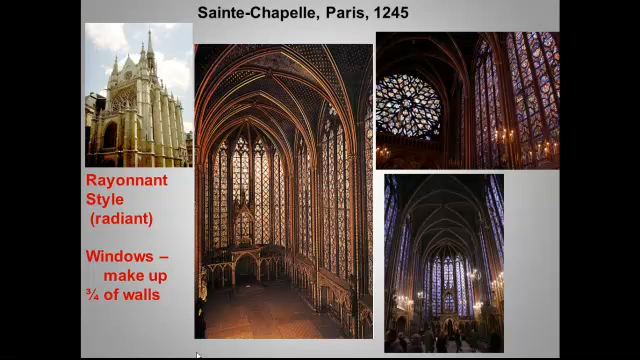 Sainte-Chapelle, Paris, 1245
Rayonnant
Style
(radiant)
Windows –
make up
¾ of walls